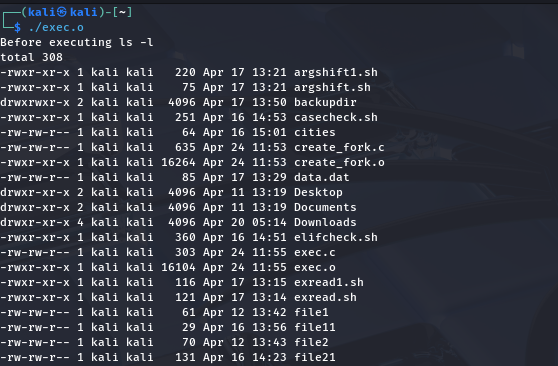 ┌──(kali㉿kali)-[~]
└─$ ./exec.o
Before executing ls -l
total 308
-rwxr-xr-x 1 kali kali   220 Apr 17 13:21 argshift1.sh
-rwxr-xr-x 1 kali kali    75 Apr 17 13:21 argshift.sh
drwxrwxr-x 2 kali kali  4096 Apr 17 13:50 backupdir
-rwxr-xr-x 1 kali kali   251 Apr 16 14:53 casecheck.sh
-rw-rw-r-- 1 kali kali    64 Apr 16 15:01 cities
-rw-rw-r-- 1 kali kali   635 Apr 24 11:53 create_fork.c
-rwxrwxr-x 1 kali kali 16264 Apr 24 11:53 create_fork.o
-rw-rw-r-- 1 kali kali    85 Apr 17 13:29 data.dat
drwxr-xr-x 2 kali kali  4096 Apr 11 13:19 Desktop
drwxr-xr-x 2 kali kali  4096 Apr 11 13:19 Documents
drwxr-xr-x 4 kali kali  4096 Apr 20 05:14 Downloads
-rwxr-xr-x 1 kali kali   360 Apr 16 14:51 elifcheck.sh
-rw-rw-r-- 1 kali kali   303 Apr 24 11:55 exec.c
-rwxrwxr-x 1 kali kali 16104 Apr 24 11:55 exec.o
-rwxr-xr-x 1 kali kali   116 Apr 17 13:15 exread1.sh
-rwxr-xr-x 1 kali kali   121 Apr 17 13:14 exread.sh
-rw-rw-r-- 1 kali kali    61 Apr 12 13:42 file1
-rw-rw-r-- 1 kali kali    29 Apr 16 13:56 file11
-rw-rw-r-- 1 kali kali    70 Apr 12 13:43 file2
-rw-rw-r-- 1 kali kali   131 Apr 16 14:23 file21